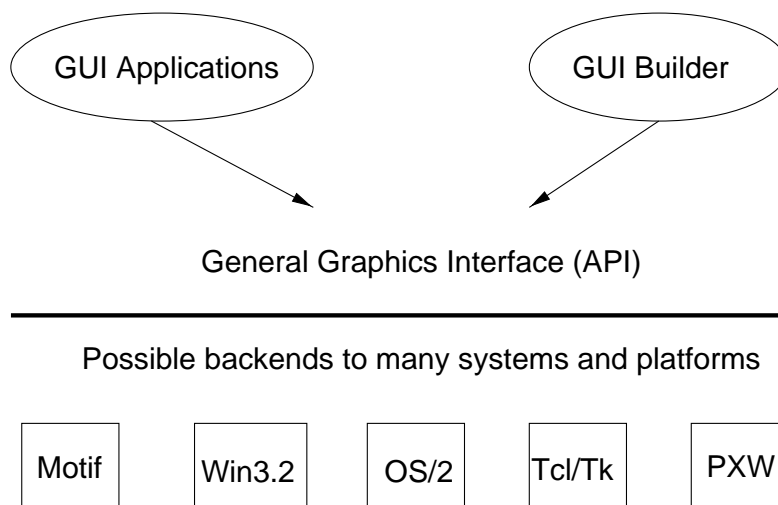 GUI Applications
GUI Builder
General Graphics Interface (API)
Possible backends to many systems and platforms
Motif
Win3.2
OS/2
Tcl/Tk
PXW